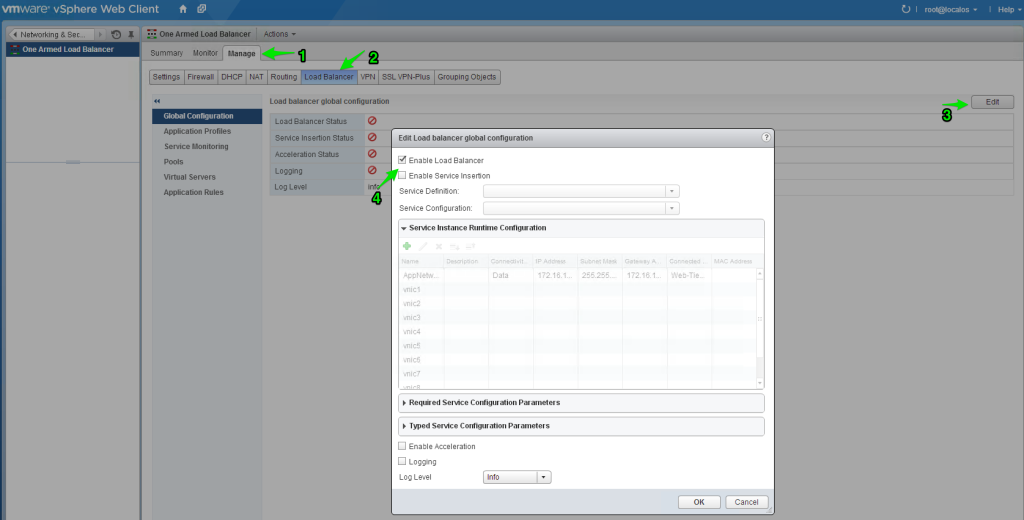 vmware® vSphere Web Client
root@localos
Help
Networking & Sec...
One Armed Load Balancer
One Armed Load Balancer
Actions
Summary
Monitor
Manage
1
2
Settings
Firewall
DHCP
NAT
Routing
Load Balancer
VPN
SSL VPN-Plus
Grouping Objects
Global Configuration
Application Profiles
Service Monitoring
Pools
Virtual Servers
Application Rules
Load balancer global configuration
Edit
3
Load Balancer Status
Service Insertion Status
Acceleration Status
Logging
Log Level
info
Edit Load balancer global configuration
?
Enable Load Balancer
4
Enable Service Insertion
Service Definition:
Service Configuration:
Service Instance Runtime Configuration
Name
Description
Connectivit...
IP Address
Subnet Mask
Gateway A...
Connected ...
MAC Address
AppNetw...
Data
172.16.1...
255.255....
172.16.1...
Web-Tie...
vnic1
vnic2
vnic3
vnic4
vnic5
vnic6
vnic7
vnic8
Required Service Configuration Parameters
Typed Service Configuration Parameters
Enable Acceleration
Logging
Log Level
Info
OK
Cancel